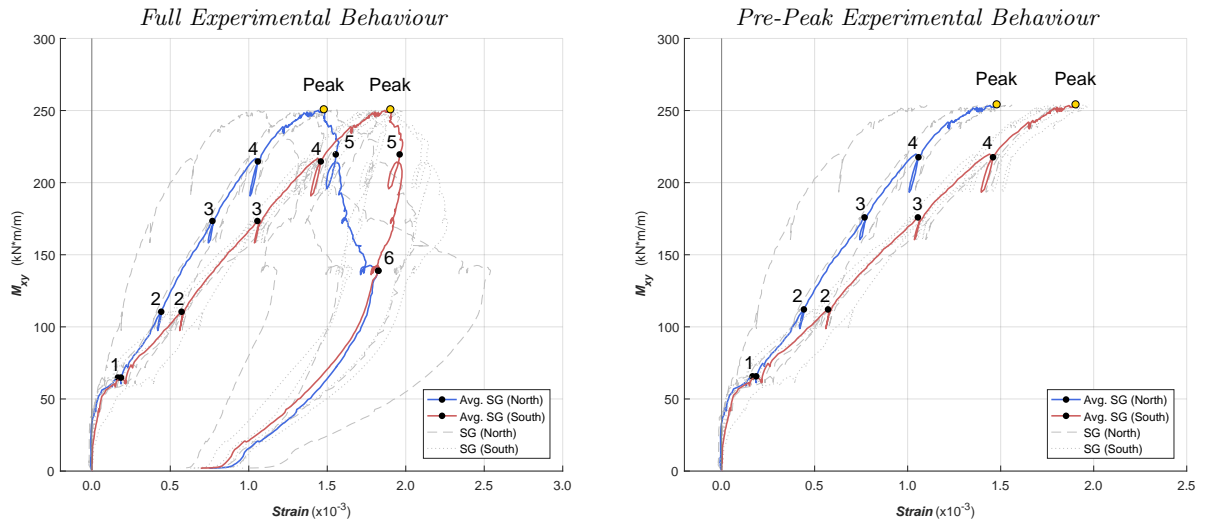 Full Experimental Behaviour
300
250
200
150
100
50
0
M_xy (kN*m/m)
Peak
Peak
4
4
5
5
3
3
6
2
2
1
Avg. SG (North)
Avg. SG (South)
SG (North)
SG (South)
0.0 0.5 1.0 1.5 2.0 2.5 3.0
Strain (x10⁻³)
Pre-Peak Experimental Behaviour
300
250
200
150
100
50
0
M_xy (kN*m/m)
Peak
Peak
4
4
3
3
2
2
1
Avg. SG (North)
Avg. SG (South)
SG (North)
SG (South)
0.0 0.5 1.0 1.5 2.0 2.5
Strain (x10⁻³)